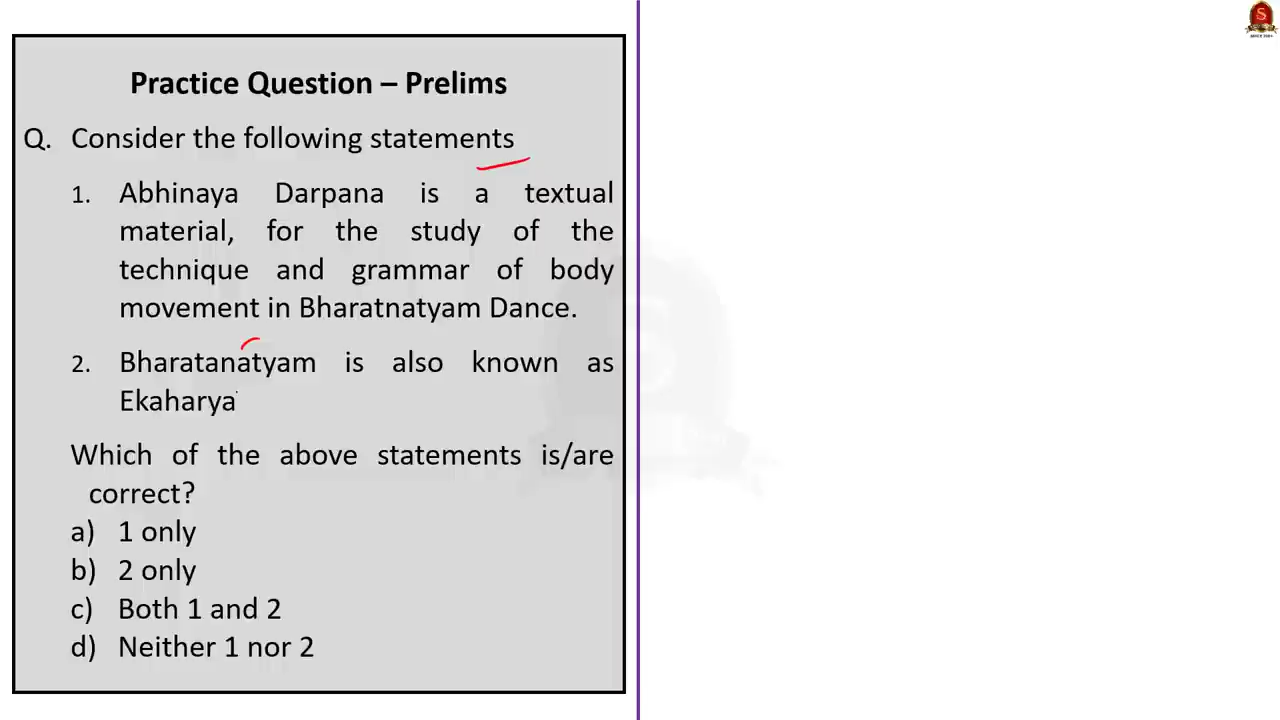 Practice Question – Prelims
Q. Consider the following statements
1. Abhinaya Darpana is a textual
material, for the study of the
technique and grammar of body
movement in Bharatnatyam Dance.
2. Bharatanatyam is also known as
Ekaharya
Which of the above statements is/are
correct?
a) 1 only
b) 2 only
c) Both 1 and 2
d) Neither 1 nor 2